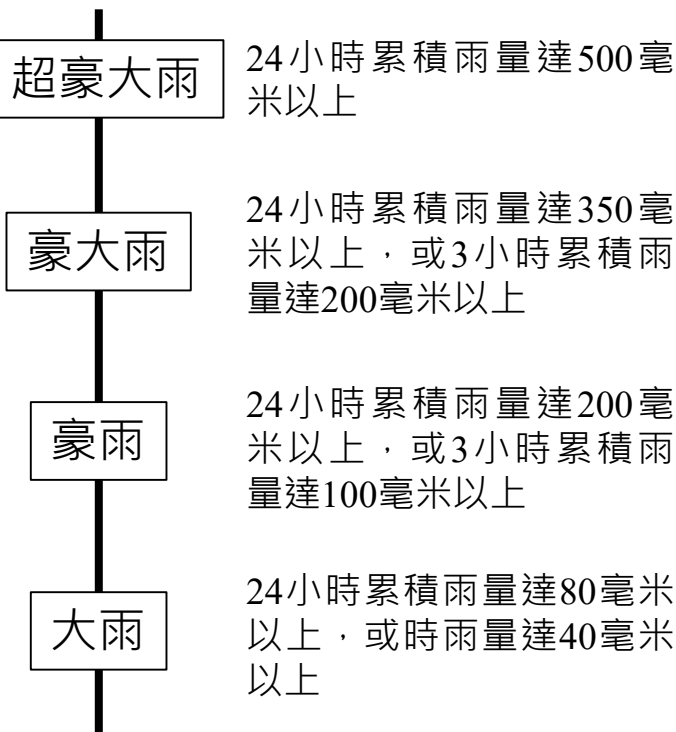 超豪大雨
24小時累積雨量達500毫
米以上
豪大雨
24小時累積雨量達350毫
米以上，或3小時累積雨
量達200毫米以上
豪雨
24小時累積雨量達200毫
米以上，或3小時累積雨
量達100毫米以上
大雨
24小時累積雨量達80毫米
以上，或時雨量達40毫米
以上